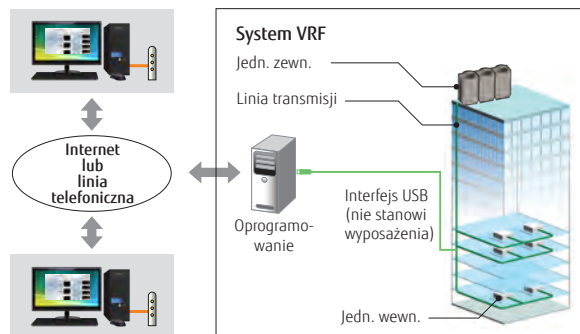 System VRF
Jedn. zewn.
Linia transmisji
Internet
lub
linia
telefoniczna
Oprogramo-
wanie
Interfejs USB
(nie stanowi
wyposażenia)
Jedn. wewn.